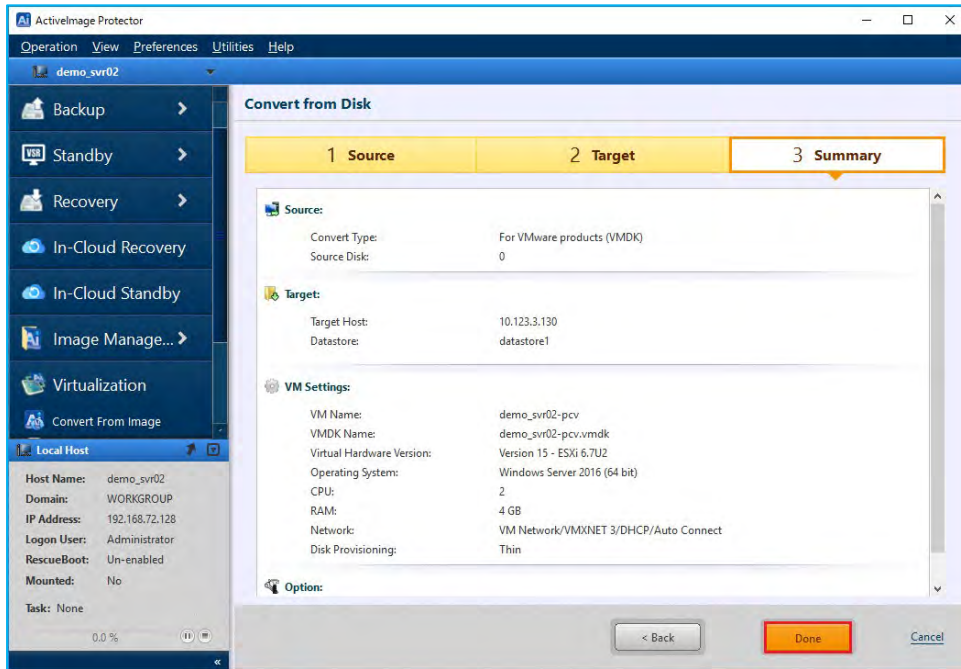 ActiveImage Protector
Operation View Preferences Utilities Help
demo_svr02
Backup
Standby
Recovery
In-Cloud Recovery
In-Cloud Standby
Image Manage...
Virtualization
Convert From Image
Local Host
Host Name: demo_svr02
Domain: WORKGROUP
IP Address: 192.168.72.128
Logon User: Administrator
RescueBoot: Un-enabled
Mounted: No
Task: None
0.0 %
«
Convert from Disk
1 Source 2 Target 3 Summary
Source:
Convert Type: For VMware products (VMDK)
Source Disk: 0
Target:
Target Host: 10.123.3.130
Datastore: datastore1
VM Settings:
VM Name: demo_svr02-pcv
VMDK Name: demo_svr02-pcv.vmdk
Virtual Hardware Version: Version 15 - ESXi 6.7U2
Operating System: Windows Server 2016 (64 bit)
CPU: 2
RAM: 4 GB
Network: VM Network/VMXNET 3/DHCP/Auto Connect
Disk Provisioning: Thin
Option:
< Back Done Cancel